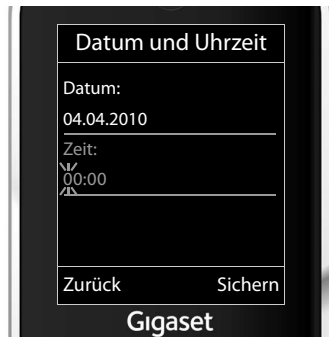 Datum und Uhrzeit
Datum:
04.04.2010
Zeit:
00:00
Zurück Sichern
Gigaset